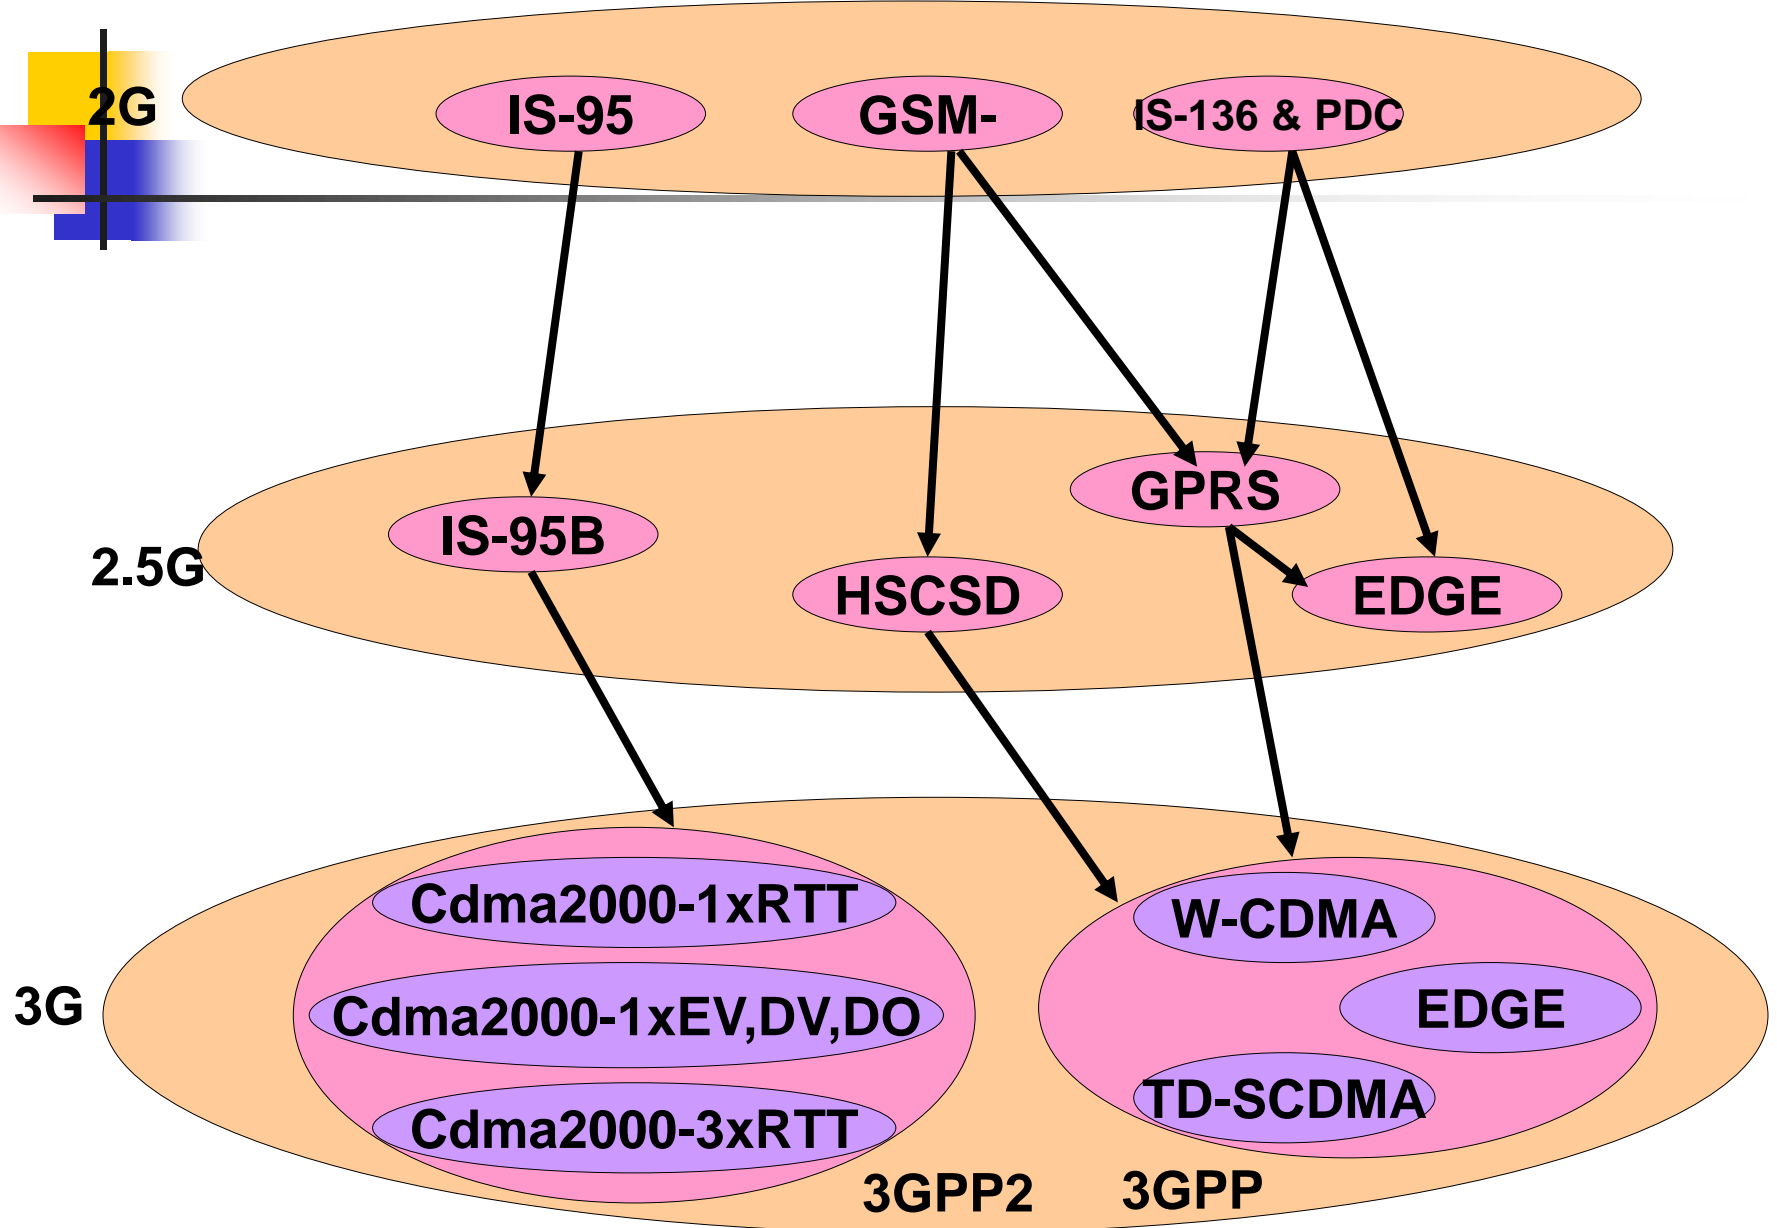 2G
IS-95
GSM-
IS-136 & PDC
GPRS
IS-95B
2.5G
HSCSD
EDGE
Cdma2000-1xRTT
W-CDMA
3G
Cdma2000-1xEV,DV,DO
EDGE
TD-SCDMA
Cdma2000-3xRTT
3GPP2
3GPP